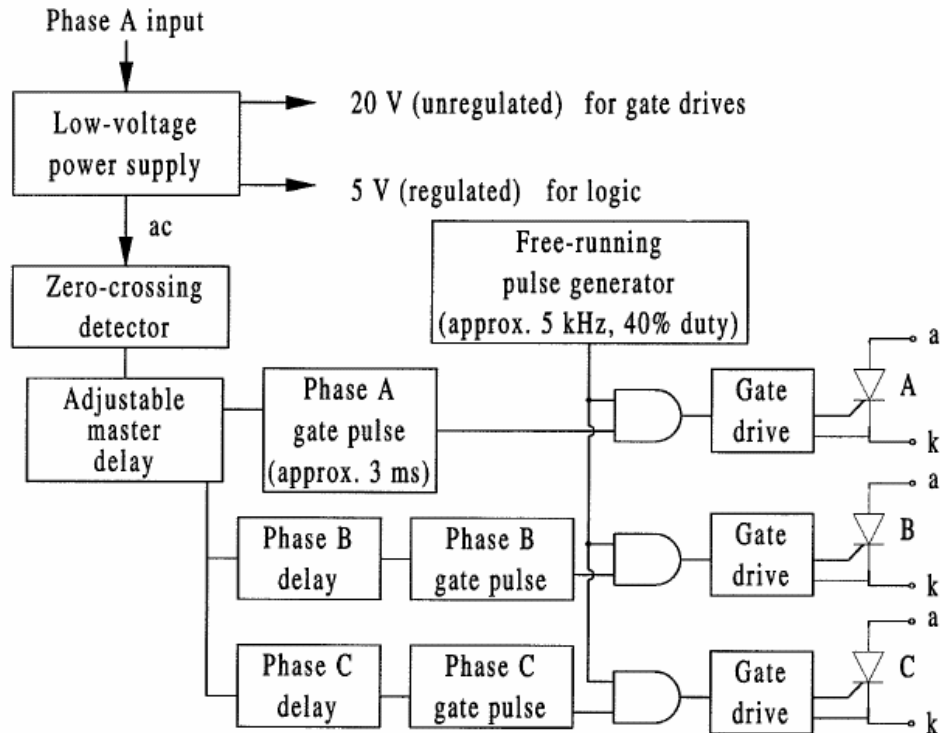 Phase A input
Low-voltage
power supply
20 V (unregulated) for gate drives
5 V (regulated) for logic
ac
Zero-crossing
detector
Free-running
pulse generator
(approx. 5 kHz, 40% duty)
Adjustable
master
delay
Phase A
gate pulse
(approx. 3 ms)
Gate
drive
a
A
k
Phase B
delay
Phase B
gate pulse
Gate
drive
a
B
k
Phase C
delay
Phase C
gate pulse
Gate
drive
a
C
k